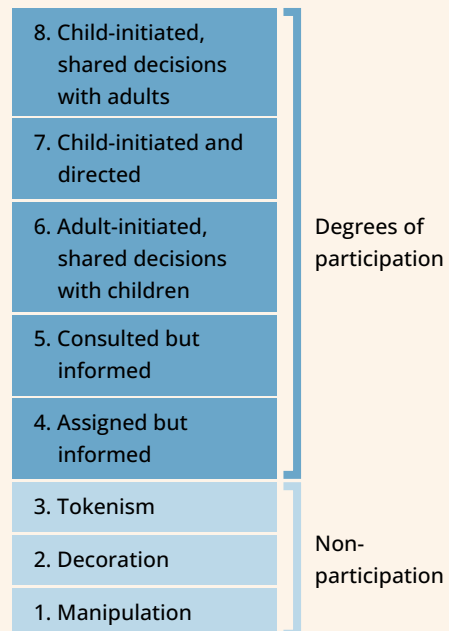 8. Child-initiated,
shared decisions
with adults
7. Child-initiated and
directed
6. Adult-initiated,
shared decisions
with children
5. Consulted but
informed
4. Assigned but
informed
Degrees of
participation
3. Tokenism
2. Decoration
1. Manipulation
Non-
participation